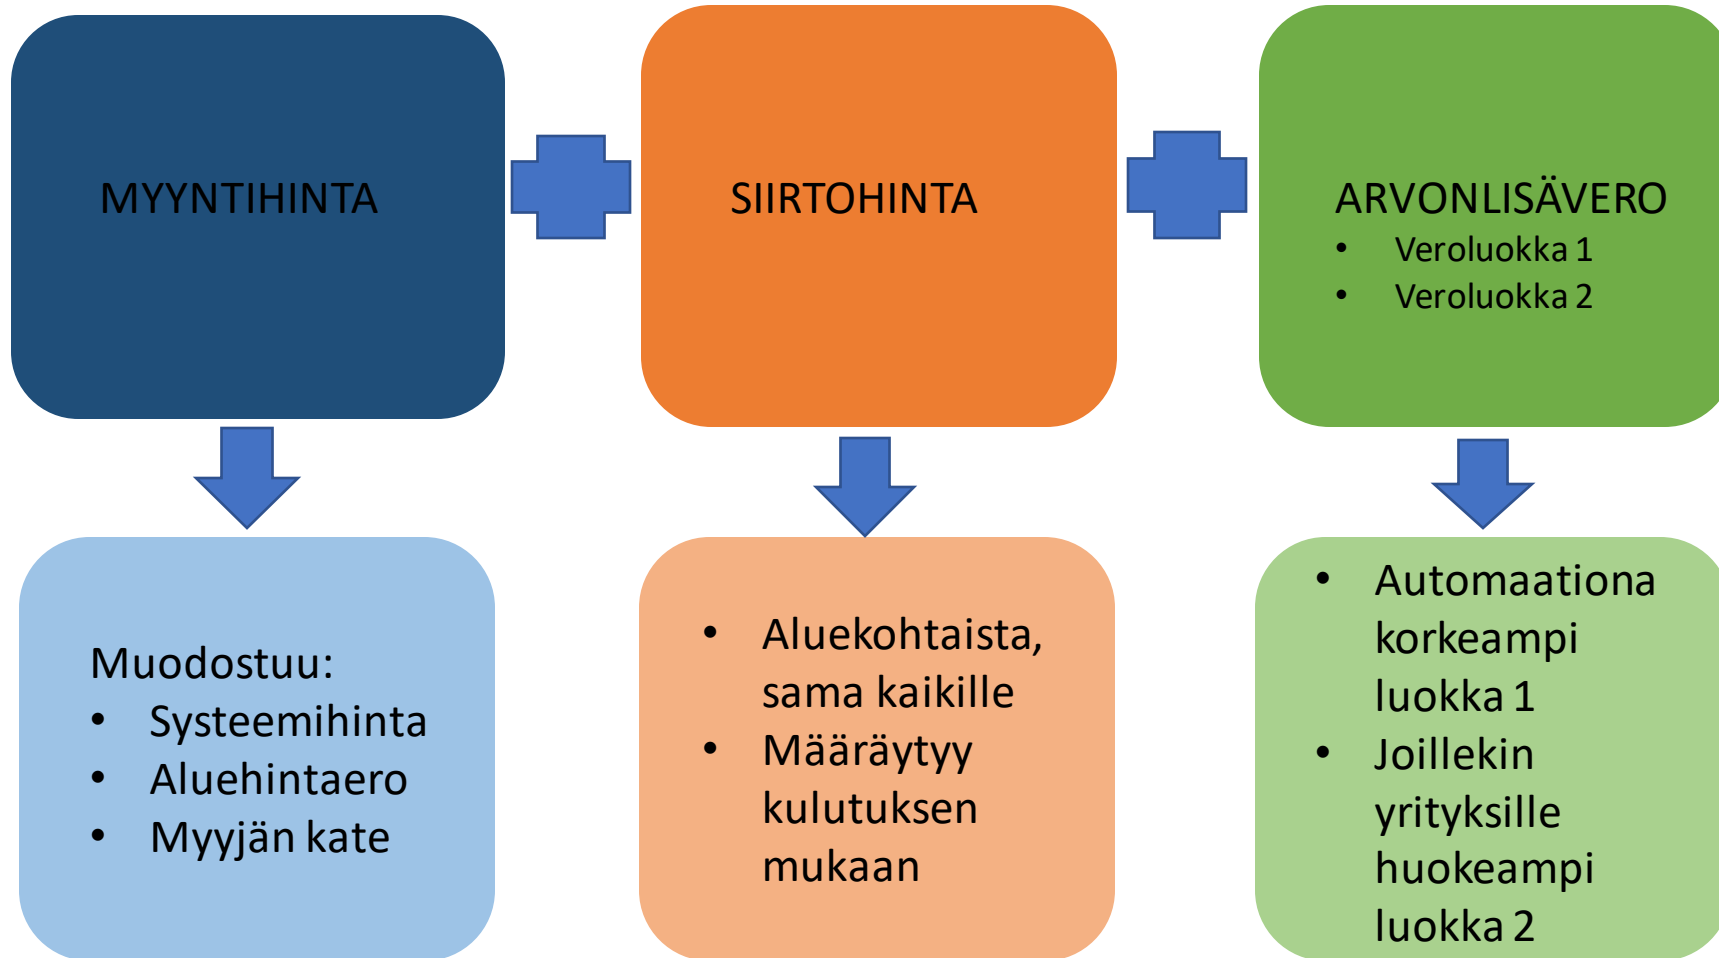 MYYNTIHINTA
SIIRTOHINTA
ARVONLISÄVERO
• Veroluokka 1
• Veroluokka 2
Muodostuu:
• Systeemihinta
• Aluehintaero
• Myyjän kate
• Aluekohtaista,
sama kaikille
• Määräytyy
kulutuksen
mukaan
• Automaationa
korkeampi
luokka 1
• Joillekin
yrityksille
huokeampi
luokka 2